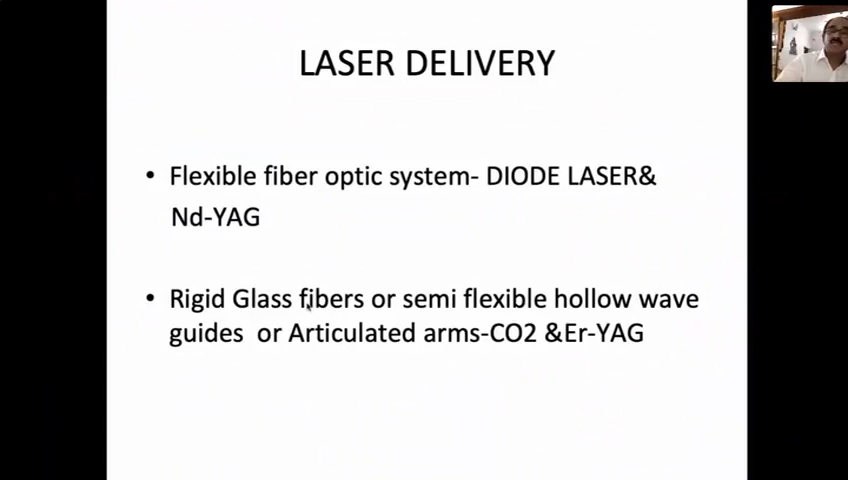 LASER DELIVERY
• Flexible fiber optic system- DIODE LASER&
Nd-YAG
• Rigid Glass fibers or semi flexible hollow wave
guides or Articulated arms-CO2 &Er-YAG